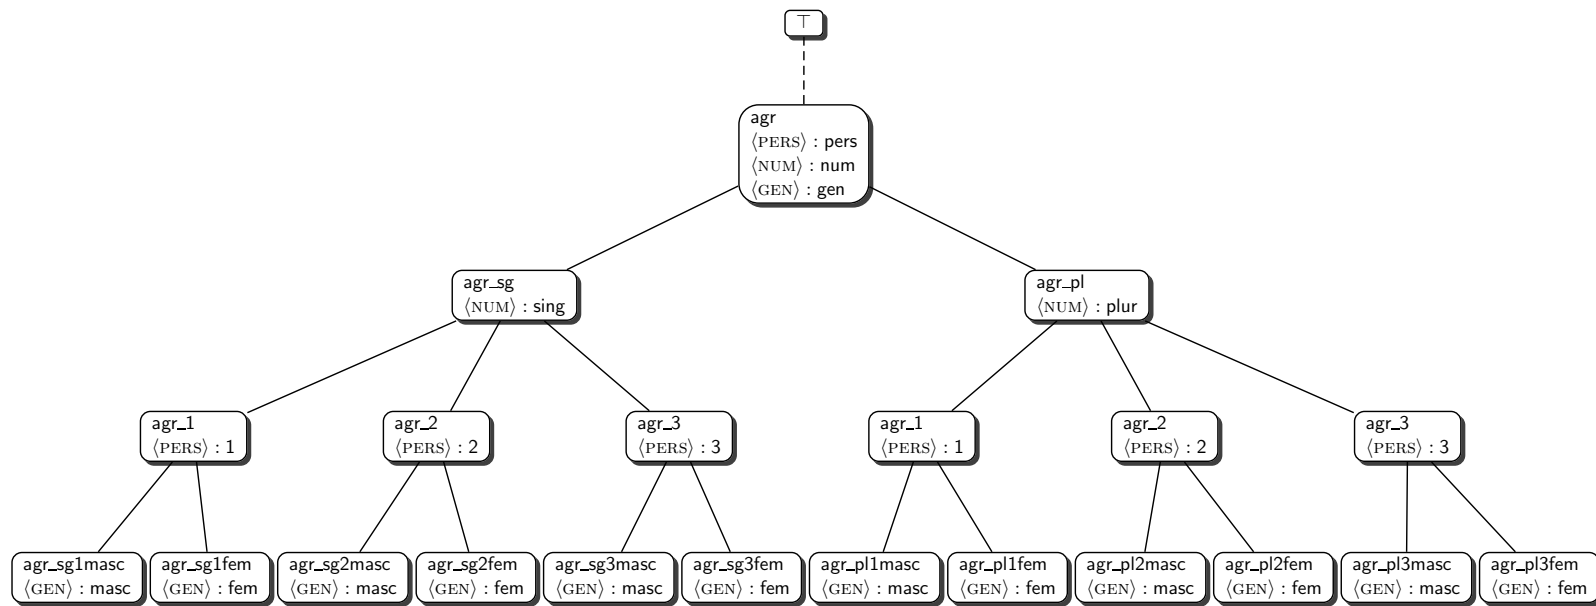 ⊤
agr
⟨PERS⟩ : pers
⟨NUM⟩ : num
⟨GEN⟩ : gen
agr_sg
⟨NUM⟩ : sing
agr_pl
⟨NUM⟩ : plur
agr_1
⟨PERS⟩ : 1
agr_2
⟨PERS⟩ : 2
agr_3
⟨PERS⟩ : 3
agr_1
⟨PERS⟩ : 1
agr_2
⟨PERS⟩ : 2
agr_3
⟨PERS⟩ : 3
agr_sg1masc
⟨GEN⟩ : masc
agr_sg1fem
⟨GEN⟩ : fem
agr_sg2masc
⟨GEN⟩ : masc
agr_sg2fem
⟨GEN⟩ : fem
agr_sg3masc
⟨GEN⟩ : masc
agr_sg3fem
⟨GEN⟩ : fem
agr_pl1masc
⟨GEN⟩ : masc
agr_pl1fem
⟨GEN⟩ : fem
agr_pl2masc
⟨GEN⟩ : masc
agr_pl2fem
⟨GEN⟩ : fem
agr_pl3masc
⟨GEN⟩ : masc
agr_pl3fem
⟨GEN⟩ : fem